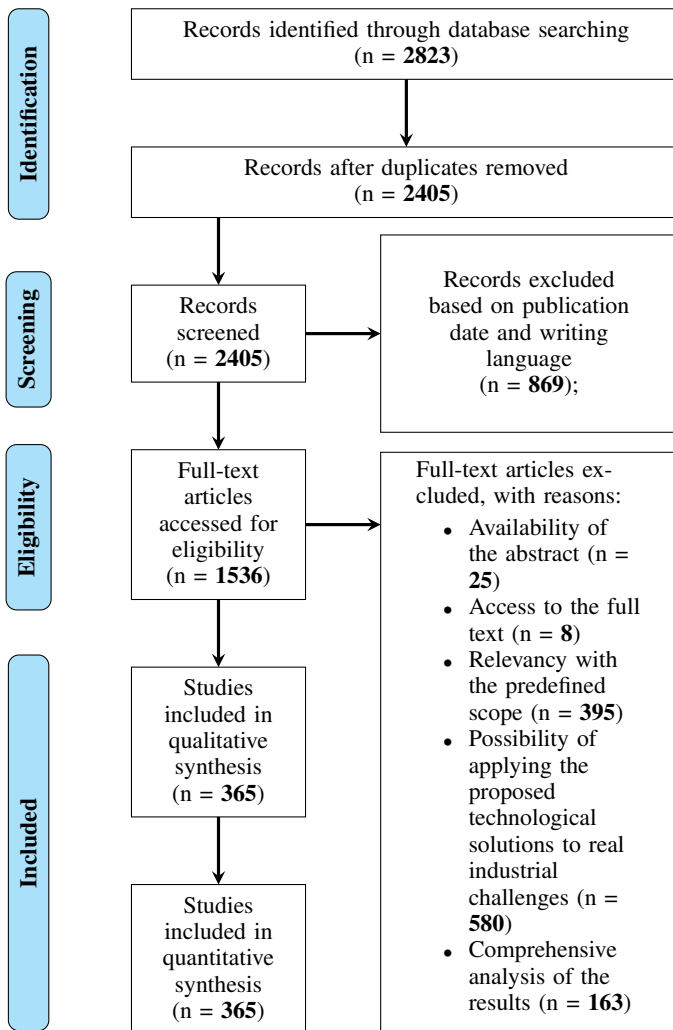 Identification
Records identified through database searching
(n = 2823)
Records after duplicates removed
(n = 2405)
Screening
Records
screened
(n = 2405)
Records excluded
based on publication
date and writing
language
(n = 869);
Eligibility
Full-text
articles
accessed for
eligibility
(n = 1536)
Full-text articles ex-
cluded, with reasons:
• Availability of
the abstract (n =
25)
• Access to the full
text (n = 8)
• Relevancy with
the predefined
scope (n = 395)
• Possibility of
applying the
proposed
technological
solutions to real
industrial
challenges (n =
580)
• Comprehensive
analysis of the
results (n = 163)
Included
Studies
included in
qualitative
synthesis
(n = 365)
Studies
included in
quantitative
synthesis
(n = 365)